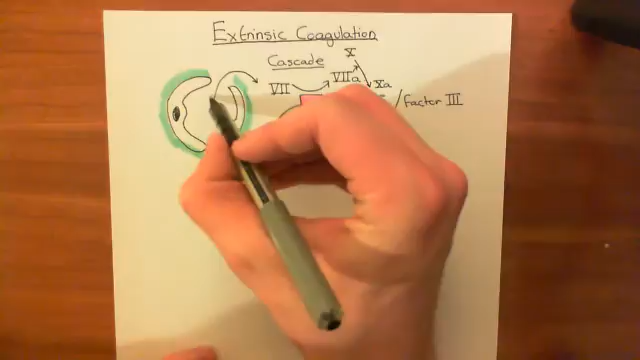 Extrinsic Coagulation
Cascade
X
VII
VIIa
Xa
/ Factor III